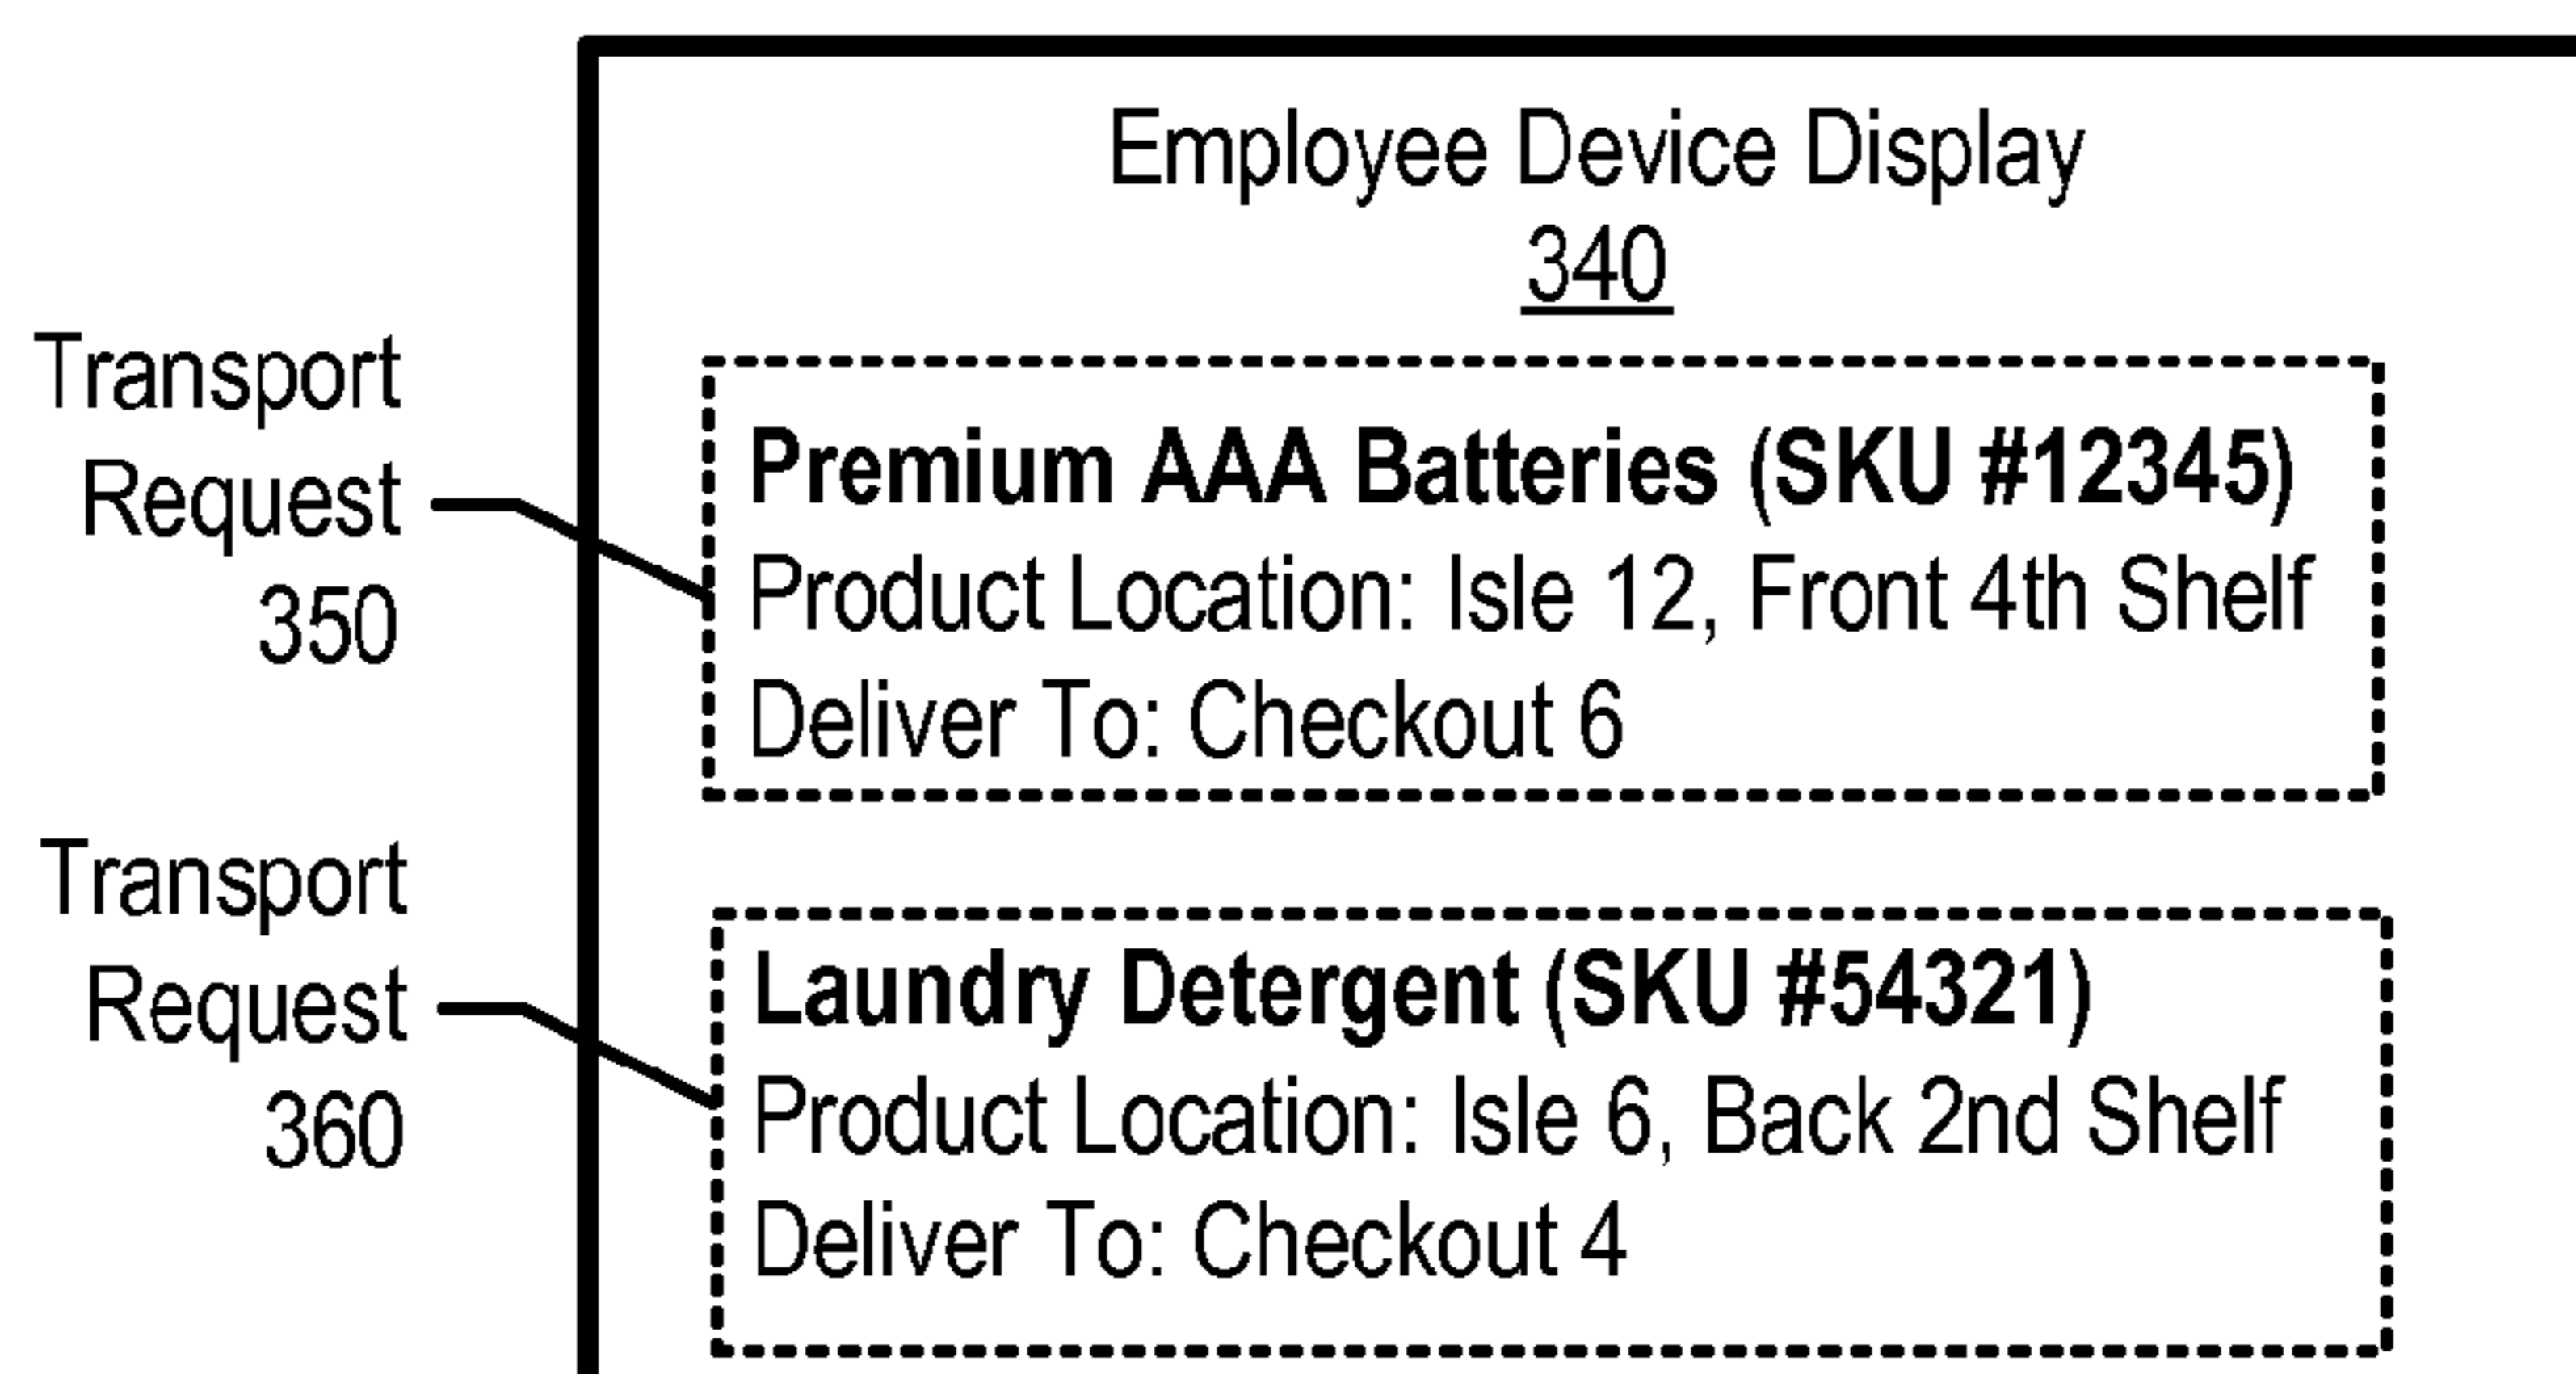 Employee Device Display
340
Transport
Request
350
Premium AAA Batteries (SKU #12345)
Product Location: Isle 12, Front 4th Shelf
Deliver To: Checkout 6
Transport
Request
360
Laundry Detergent (SKU #54321)
Product Location: Isle 6, Back 2nd Shelf
Deliver To: Checkout 4